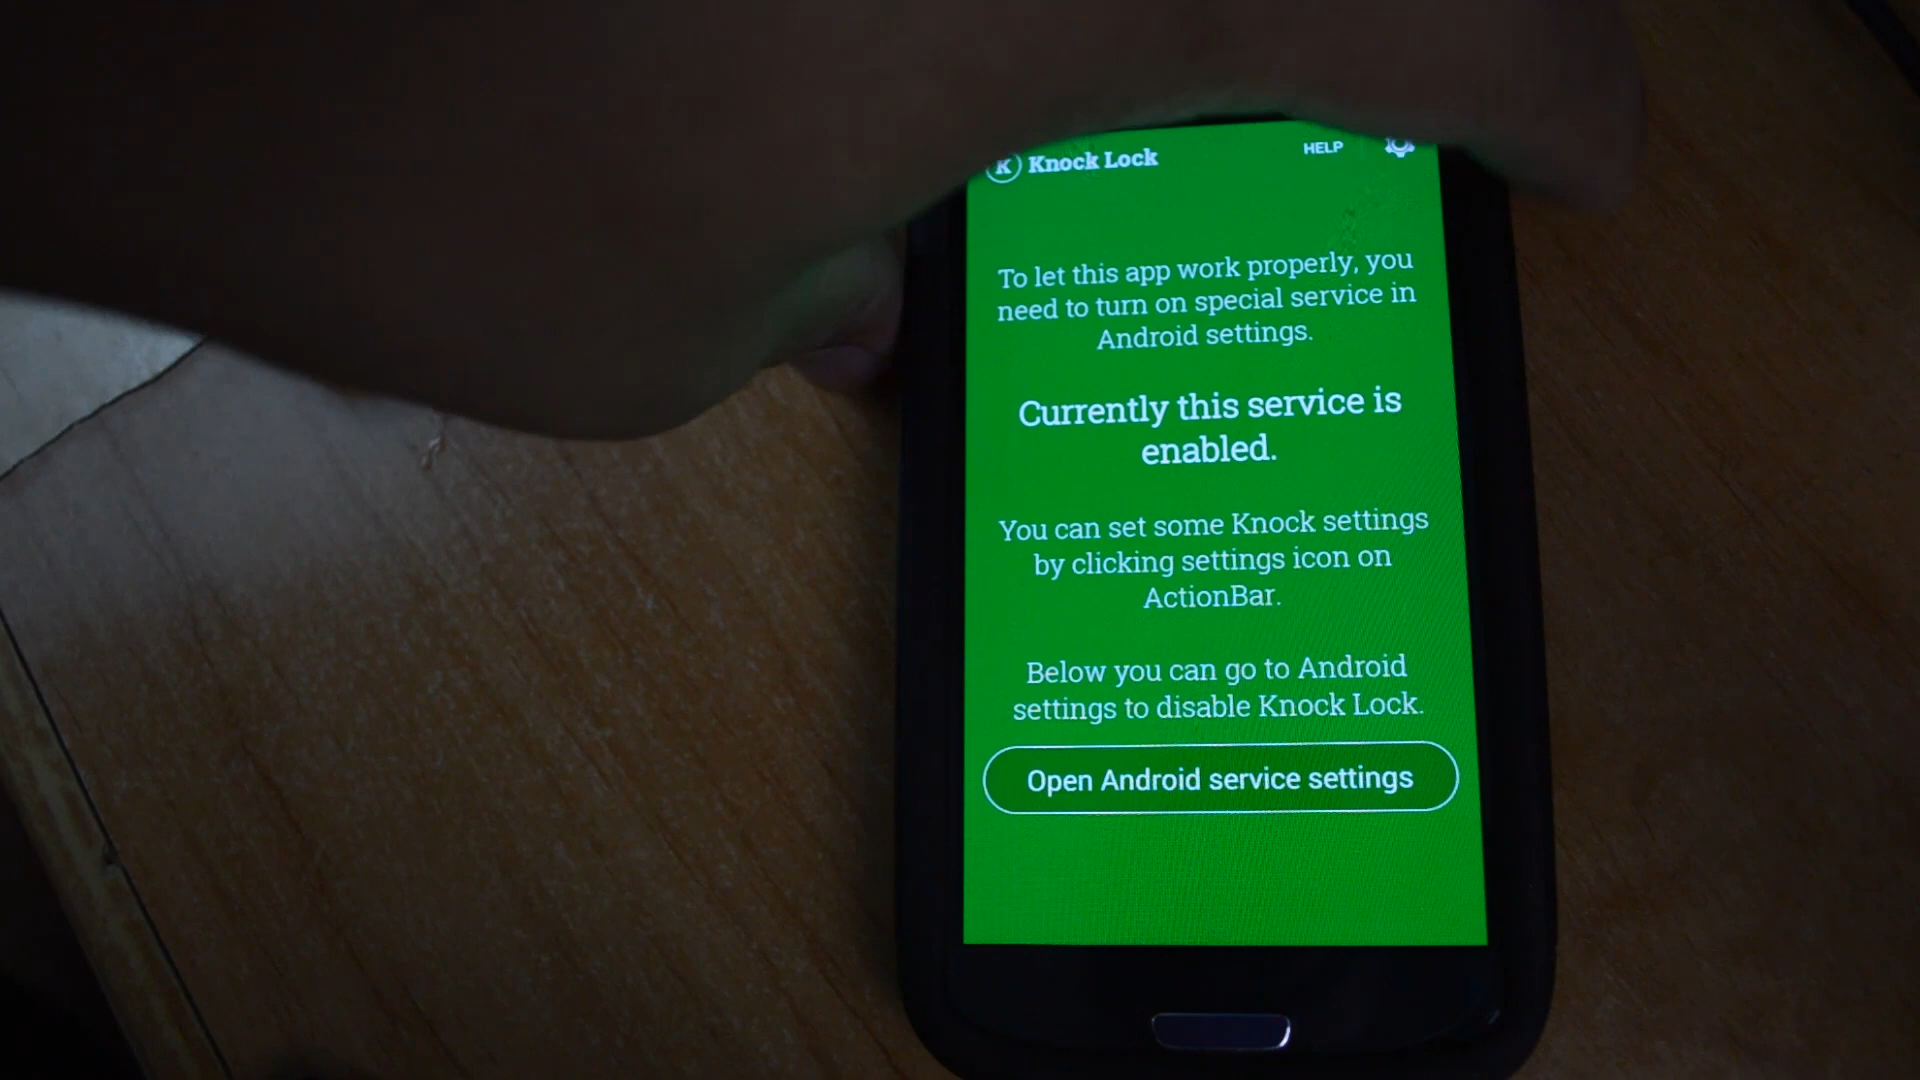 K Knock Lock HELP
To let this app work properly, you
need to turn on special service in
Android settings.
Currently this service is
enabled.
You can set some Knock settings
by clicking settings icon on
ActionBar.
Below you can go to Android
settings to disable Knock Lock.
Open Android service settings